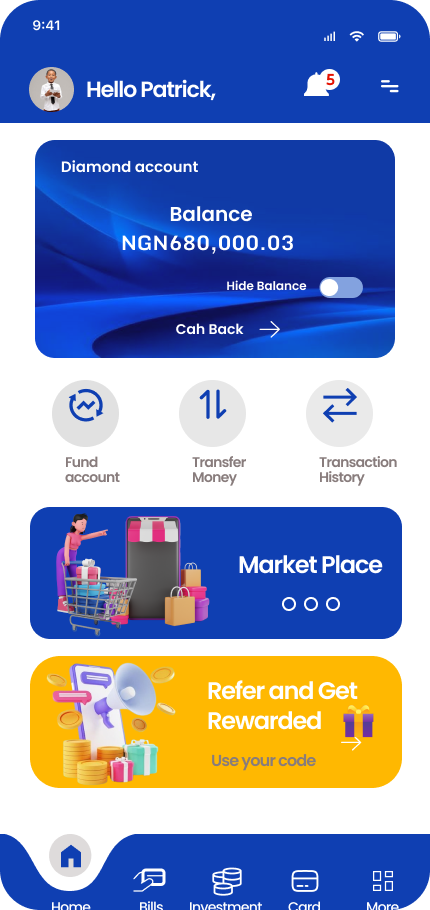 9:41
Hello Patrick,
5
Diamond account
Balance
NGN680,000.03
Hide Balance
Cah Back
Fund
account
Transfer
Money
Transaction
History
Market Place
Refer and Get
Rewarded
Use your code
Home
Bills
Investment
Card
More